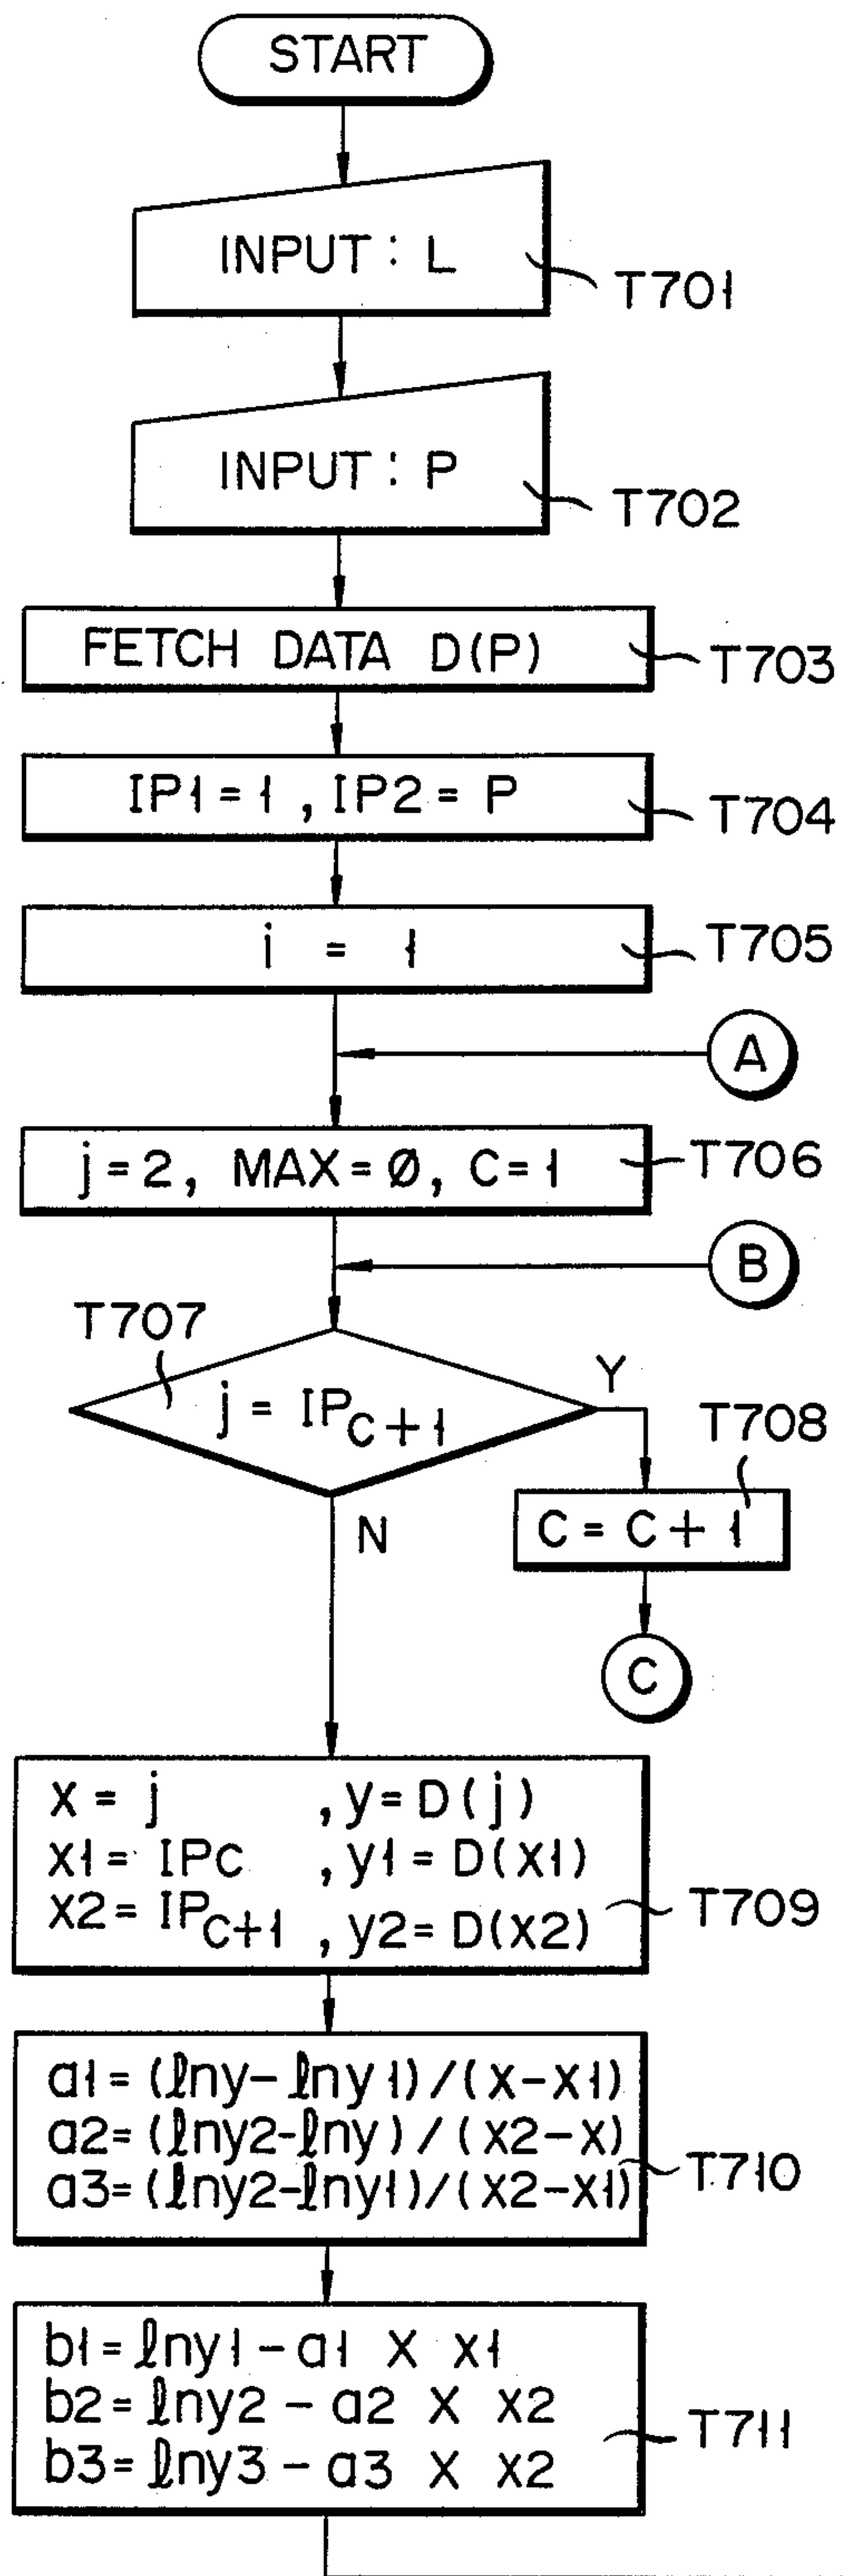 START
INPUT : L
T701
INPUT : P
T702
FETCH DATA D(P)
T703
IP1 = 1 , IP2 = P
T704
i = 1
T705
A
j = 2, MAX = Ø, C = 1
T706
B
T707
j = IPC+1
Y
T708
C = C + 1
N
C
x = j , y = D(j)
x1 = IPC , y1 = D(x1)
x2 = IPC+1 , y2 = D(x2)
T709
a1 = (lny - lny1) / (x - x1)
a2 = (lny2 - lny) / (x2 - x)
a3 = (lny2 - lny1) / (x2 - x1)
T710
b1 = lny1 - a1 X x1
b2 = lny2 - a2 X x2
b3 = lny3 - a3 X x2
T711